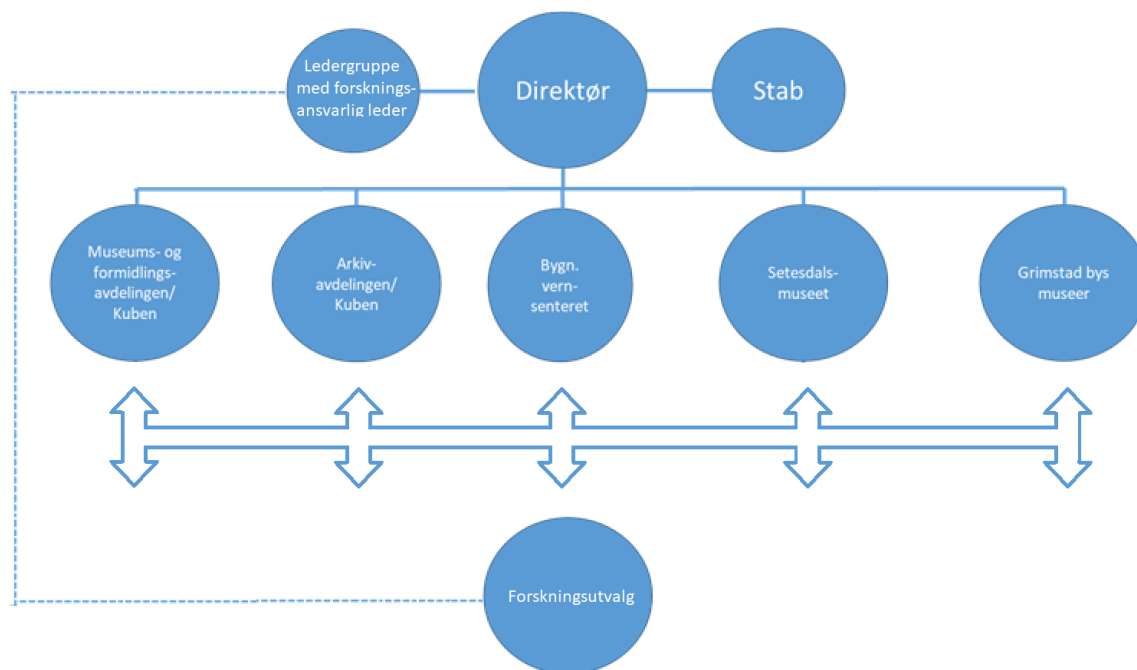 Ledergruppe
med forsknings-
ansvarlig leder
Direktør
Stab
Museums- og
formidlings-
avdelingen/
Kuben
Arkiv-
avdelingen/
Kuben
Bygn.
vern-
senteret
Setesdals-
museet
Grimstad bys
museer
Forskningsutvalg